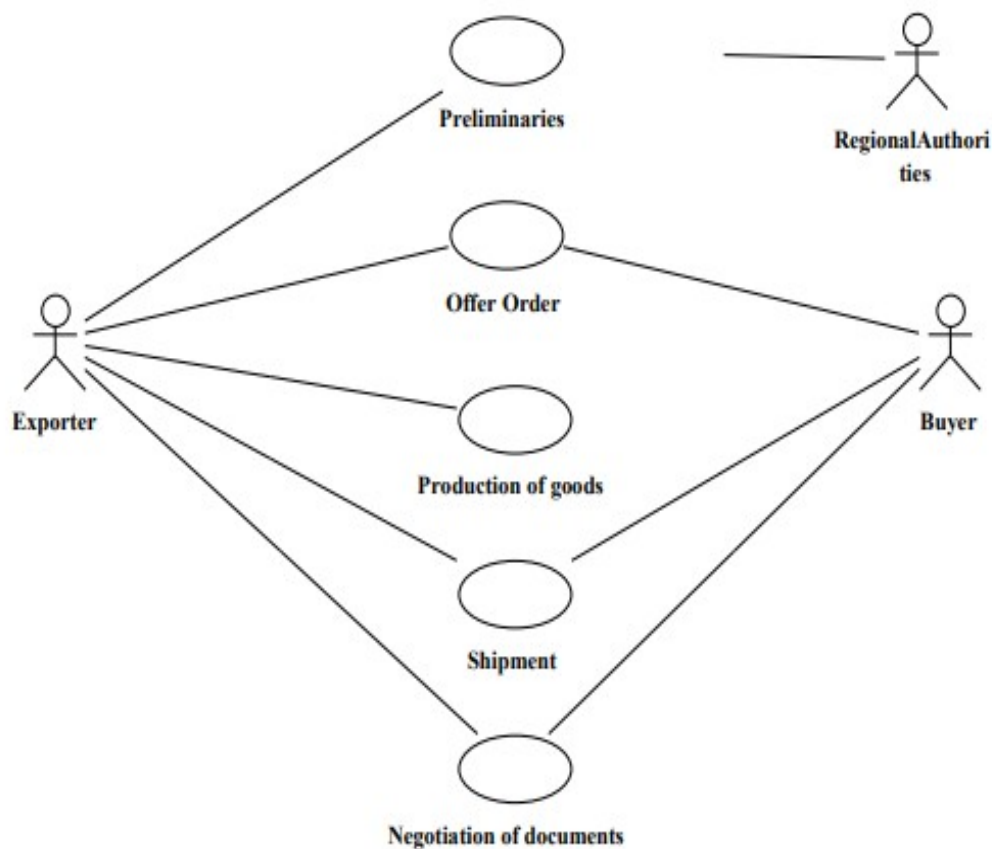 Preliminaries
RegionalAuthori
ties
Offer Order
Exporter
Buyer
Production of goods
Shipment
Negotiation of documents